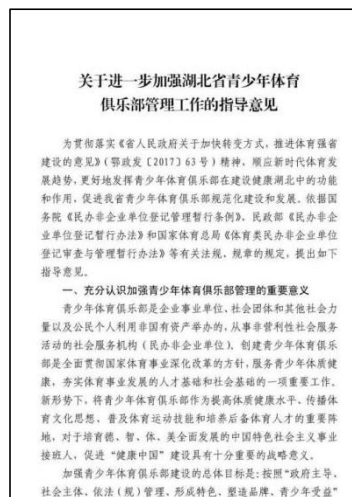 关于进一步加强湖北省青少年体育
俱乐部管理工作的指导意见
为贯彻落实《省人民政府关于加快转变方式，推进体育强省
建设的意见》（鄂政发〔2017〕63号）精神，顺应新时代体育发
展趋势，更好地发挥青少年体育俱乐部在建设健康湖北中的功能
和作用，促进我省青少年体育俱乐部规范化建设和发展。依据国
务院《民办非企业单位登记管理暂行条例》、民政部《民办非企
业单位登记暂行办法》和国家体育总局《体育类民办非企业单位
登记审查与管理暂行办法》等有关法规、规章的规定，提出如下
指导意见。
一、充分认识加强青少年体育俱乐部管理的重要意义
青少年体育俱乐部是企业事业单位、社会团体和其他社会力
量以及公民个人利用非国有资产举办的，从事非营利性社会服务
活动的社会服务机构（民办非企业单位）。创建青少年体育俱乐
部是全面贯彻国家体育事业深化改革的方针，服务青少年体质健
康，夯实体育事业发展的人才基础和社会基础的一项重要工作。
新形势下，将青少年体育俱乐部作为提高体质健康水平、传播体
育文化思想、普及体育运动技能和培养后备体育人才的重要阵
地，对于培育德、智、体、美全面发展的中国特色社会主义事业
接班人，促进“健康中国”建设具有十分重要的战略意义。
加强青少年体育俱乐部建设的总体目标是：按照“政府主导、
社会主体、依法（规）管理、形成特色、塑造品牌、青少年受益”